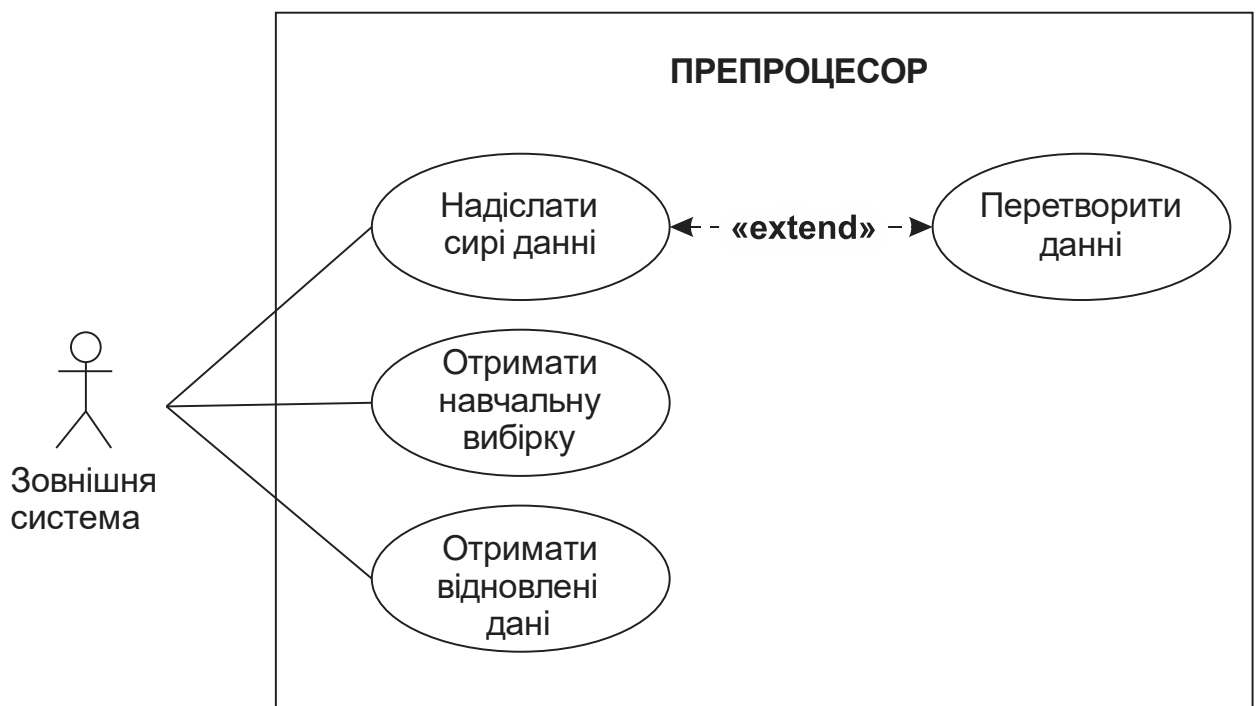 ПРЕПРОЦЕСОР
Надіслати
сирі данні
«extend»
Перетворити
данні
Отримати
навчальну
вибірку
Зовнішня
система
Отримати
відновлені
дані